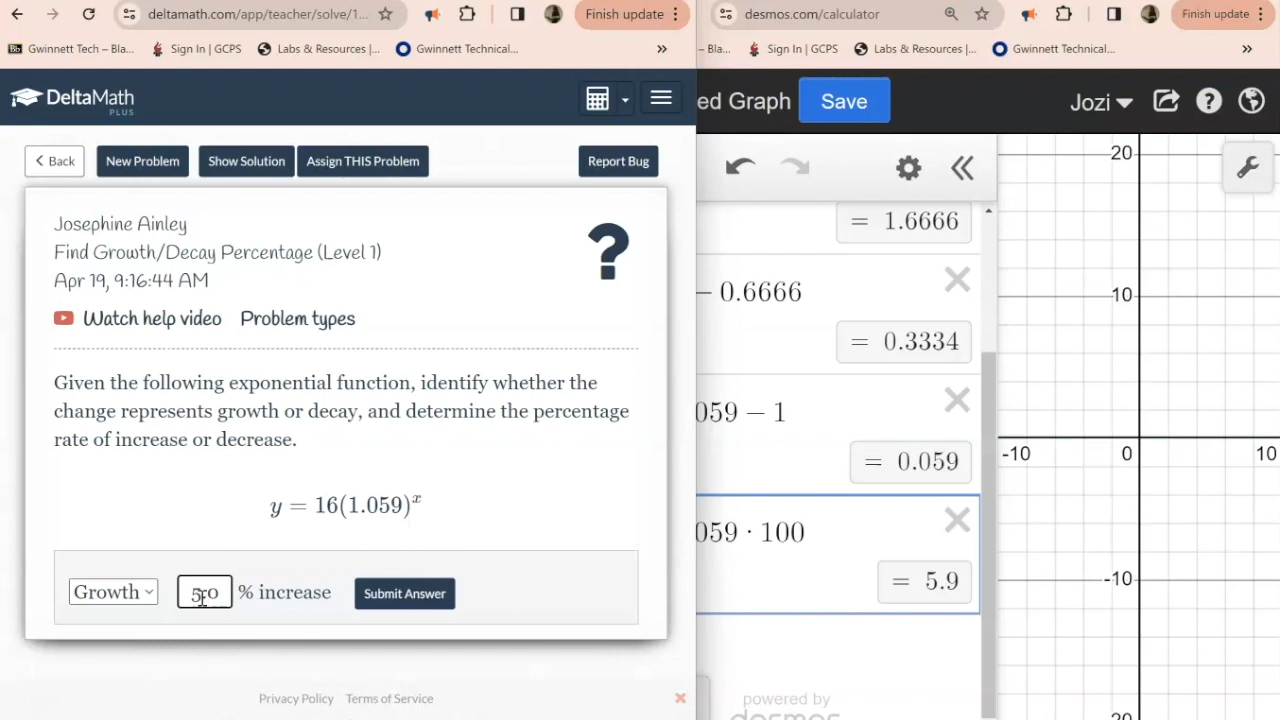 deltamath.com/app/teacher/solve/1...
Finish update
desmos.com/calculator
Finish update
Bb Gwinnett Tech – Bla...
Sign In | GCPS
Labs & Resources |...
Gwinnett Technical...
»
– Bla...
Sign In | GCPS
Labs & Resources |...
Gwinnett Technical...
»
DeltaMath
PLUS
ed Graph
Save
Jozi
Back
New Problem
Show Solution
Assign THIS Problem
Report Bug
Josephine Ainley
Find Growth/Decay Percentage (Level 1)
Apr 19, 9:16:44 AM
Watch help video
Problem types
?
Given the following exponential function, identify whether the
change represents growth or decay, and determine the percentage
rate of increase or decrease.
y = 16(1.059)^x
Growth
% increase
Submit Answer
Privacy Policy
Terms of Service
= 1.6666
– 0.6666
= 0.3334
059 – 1
= 0.059
059 · 100
= 5.9
powered by
desmos
20
10
-10
0
10
-10
20